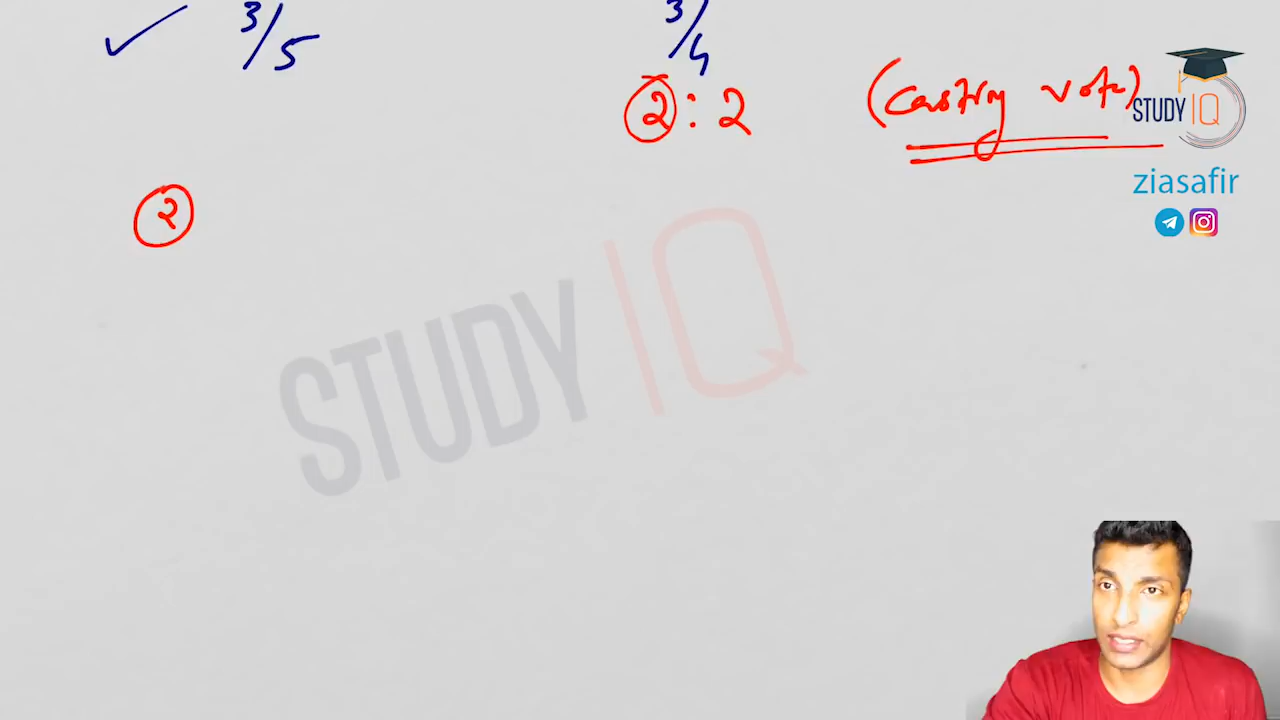 ✓ 3/5
3/4
2 : 2
(casting vote)
STUDY IQ
ziasafir
2
STUDY IQ